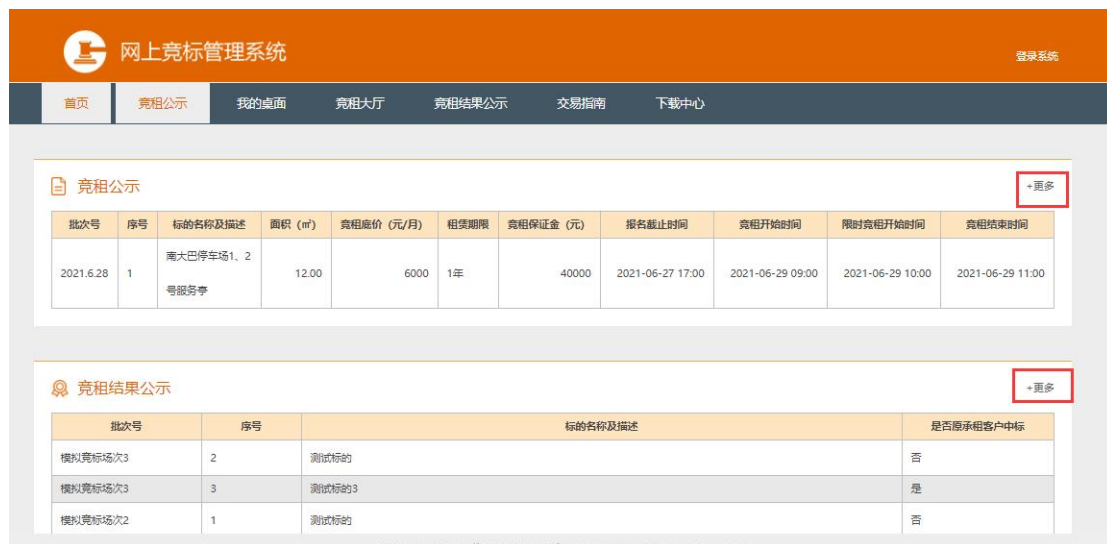 网上竞标管理系统
登录系统
首页 竞租公示 我的桌面 竞租大厅 竞租结果公示 交易指南 下载中心
竞租公示 +更多
批次号 序号 标的名称及描述 面积（㎡） 竞租底价（元/月） 租赁期限 竞租保证金（元） 报名截止时间 竞租开始时间 限时竞租开始时间 竞租结束时间
2021.6.28 1 南大田停车场1、2 12.00 6000 1年 40000 2021-06-27 17:00 2021-06-29 09:00 2021-06-29 10:00 2021-06-29 11:00
号服务亭
竞租结果公示 +更多
批次号 序号 标的名称及描述 是否原承租客户中标
模拟竞标场次3 2 测试标的 否
模拟竞标场次3 3 测试标的3 是
模拟竞标场次2 1 测试标的 否